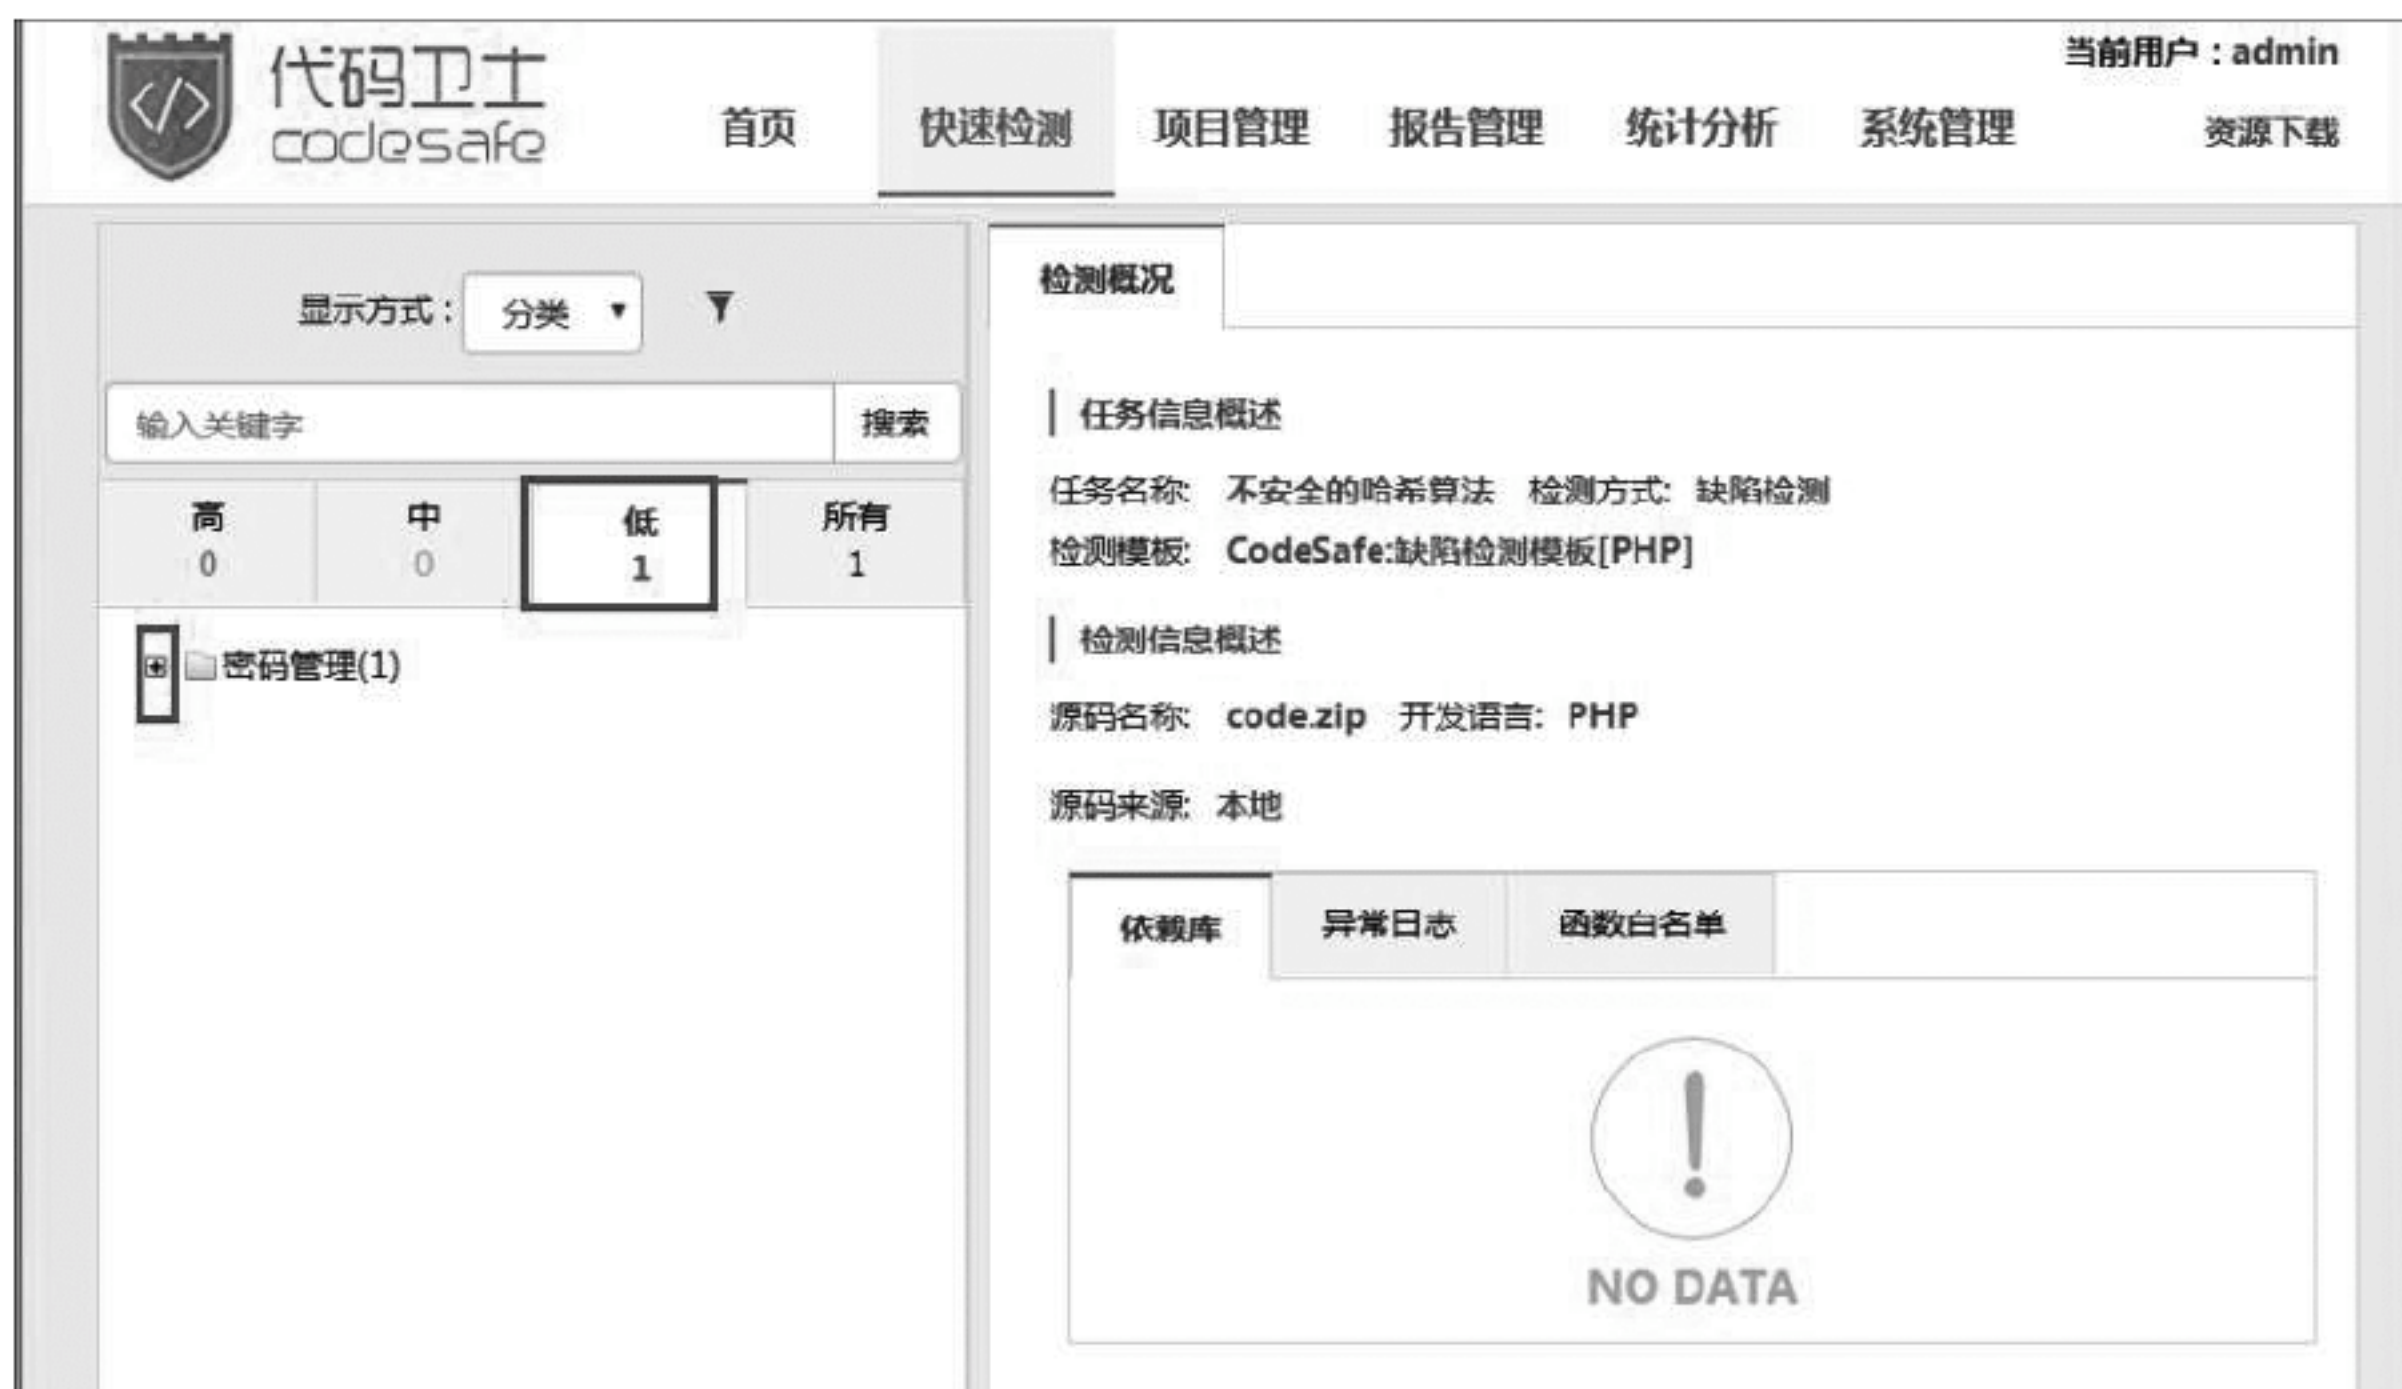 代码卫士
codesafe
当前用户：admin
首页 快速检测 项目管理 报告管理 统计分析 系统管理 资源下载
显示方式： 分类
输入关键字 搜索
高 中 低 所有
0 0 1 1
密码管理(1)
检测概况
任务信息概述
任务名称: 不安全的哈希算法 检测方式: 缺陷检测
检测模板: CodeSafe:缺陷检测模板[PHP]
检测信息概述
源码名称: code.zip 开发语言: PHP
源码来源: 本地
依赖库 异常日志 函数白名单
NO DATA